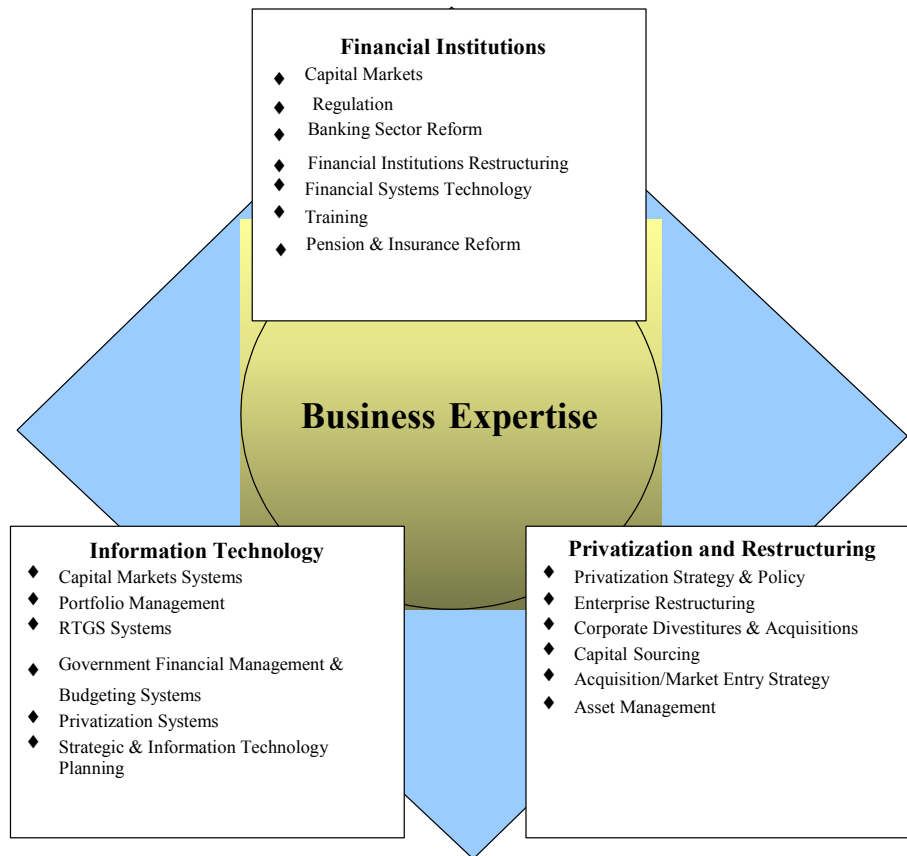 Financial Institutions
♦ Capital Markets
♦ Regulation
♦ Banking Sector Reform
♦ Financial Institutions Restructuring
♦ Financial Systems Technology
♦ Training
♦ Pension & Insurance Reform
Business Expertise
Information Technology
♦ Capital Markets Systems
♦ Portfolio Management
♦ RTGS Systems
♦ Government Financial Management &
Budgeting Systems
♦ Privatization Systems
♦ Strategic & Information Technology
Planning
Privatization and Restructuring
♦ Privatization Strategy & Policy
♦ Enterprise Restructuring
♦ Corporate Divestitures & Acquisitions
♦ Capital Sourcing
♦ Acquisition/Market Entry Strategy
♦ Asset Management